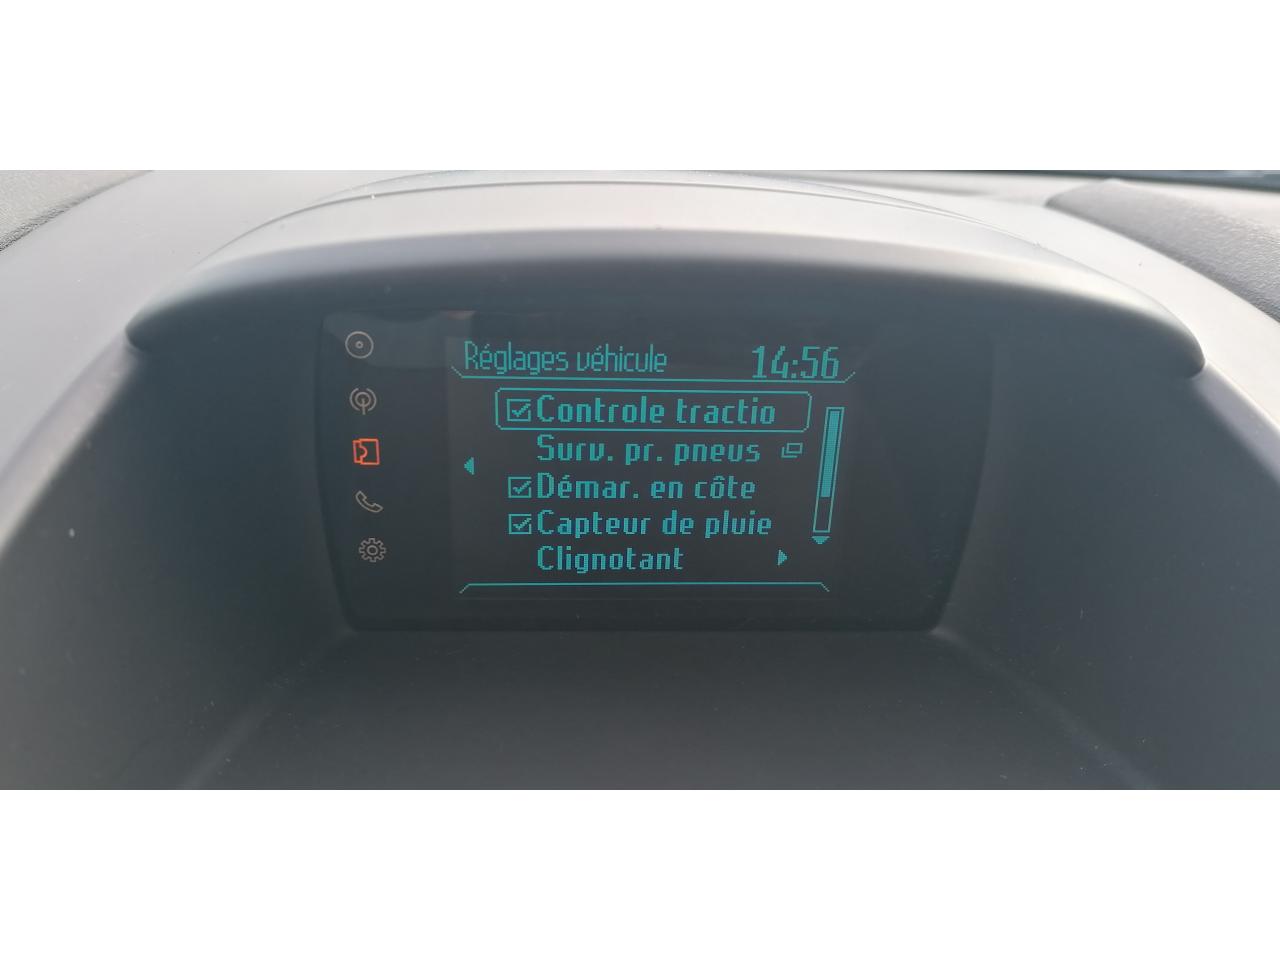 Réglages véhicule 14:56
Controle tractio
Surv. pr. pneus
Démar. en côte
Capteur de pluie
Clignotant